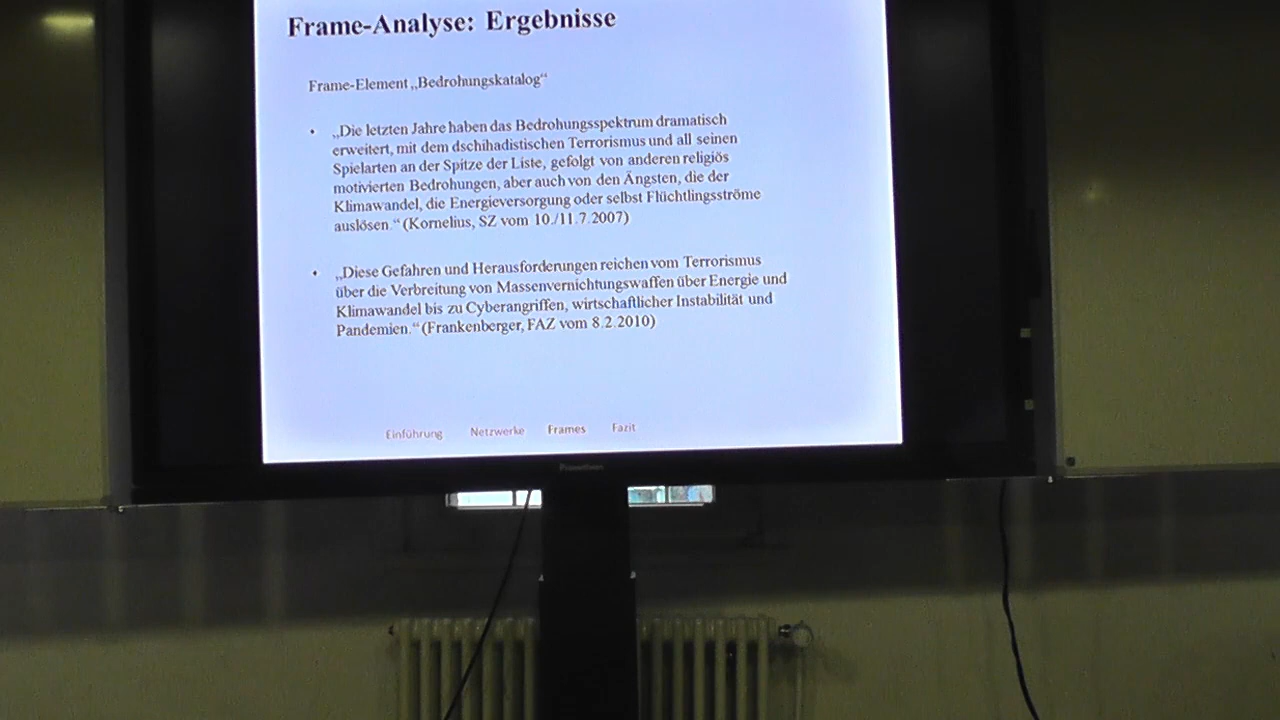 Frame-Analyse: Ergebnisse
Frame-Element „Bedrohungskatalog“
• „Die letzten Jahre haben das Bedrohungsspektrum dramatisch
erweitert, mit dem dschihadistischen Terrorismus und all seinen
Spielarten an der Spitze der Liste, gefolgt von anderen religiös
motivierten Bedrohungen, aber auch von den Ängsten, die der
Klimawandel, die Energieversorgung oder selbst Flüchtlingsströme
auslösen.“ (Kornelius, SZ vom 10./11.7.2007)
• „Diese Gefahren und Herausforderungen reichen vom Terrorismus
über die Verbreitung von Massenvernichtungswaffen über Energie und
Klimawandel bis zu Cyberangriffen, wirtschaftlicher Instabilität und
Pandemien.“ (Frankenberger, FAZ vom 8.2.2010)
Einführung Netzwerke Frames Fazit